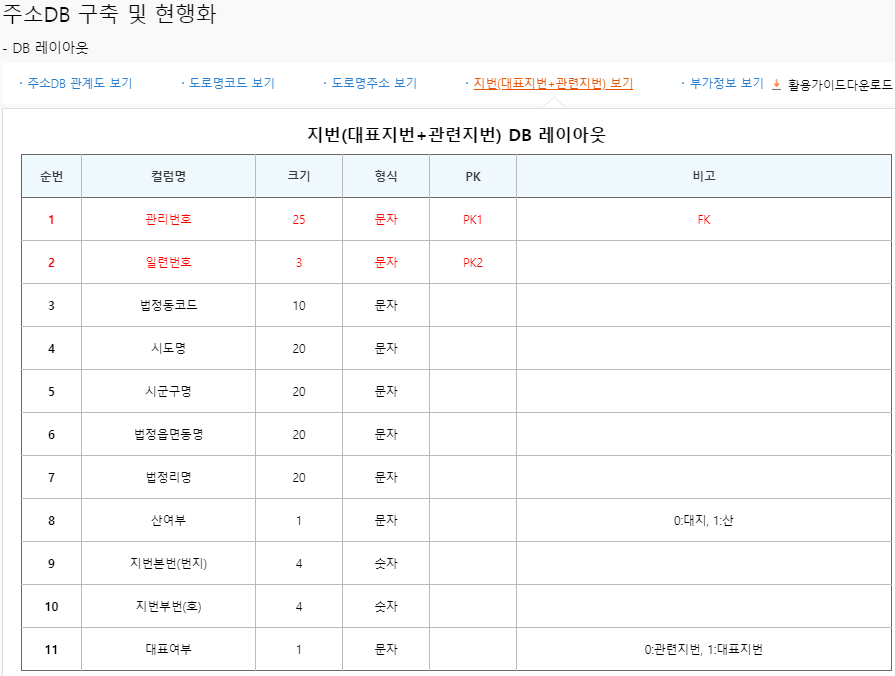 주소DB 구축 및 현행화
- DB 레이아웃
· 주소DB 관계도 보기 · 도로명코드 보기 · 도로명주소 보기 · 지번(대표지번+관련지번) 보기 · 부가정보 보기 활용가이드다운로드
지번(대표지번+관련지번) DB 레이아웃
순번 컬럼명 크기 형식 PK 비고
1 관리번호 25 문자 PK1 FK
2 일련번호 3 문자 PK2
3 법정동코드 10 문자
4 시도명 20 문자
5 시군구명 20 문자
6 법정읍면동명 20 문자
7 법정리명 20 문자
8 산여부 1 문자 0:대지, 1:산
9 지번본번(번지) 4 숫자
10 지번부번(호) 4 숫자
11 대표여부 1 문자 0:관련지번, 1:대표지번